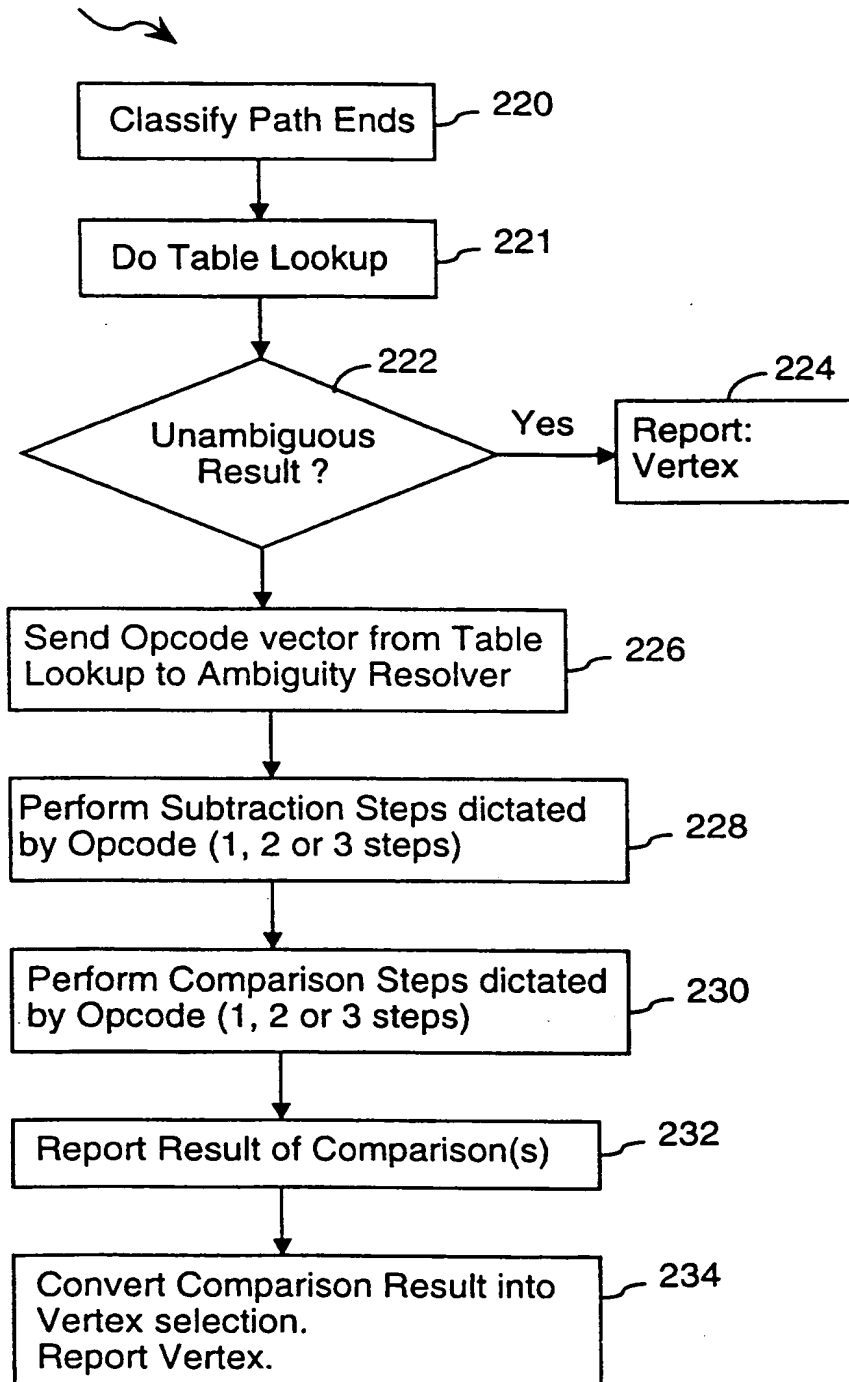 Classify Path Ends
220
Do Table Lookup
221
222
Unambiguous
Result ?
Yes
224
Report:
Vertex
Send Opcode vector from Table
Lookup to Ambiguity Resolver
226
Perform Subtraction Steps dictated
by Opcode (1, 2 or 3 steps)
228
Perform Comparison Steps dictated
by Opcode (1, 2 or 3 steps)
230
Report Result of Comparison(s)
232
Convert Comparison Result into
Vertex selection.
Report Vertex.
234